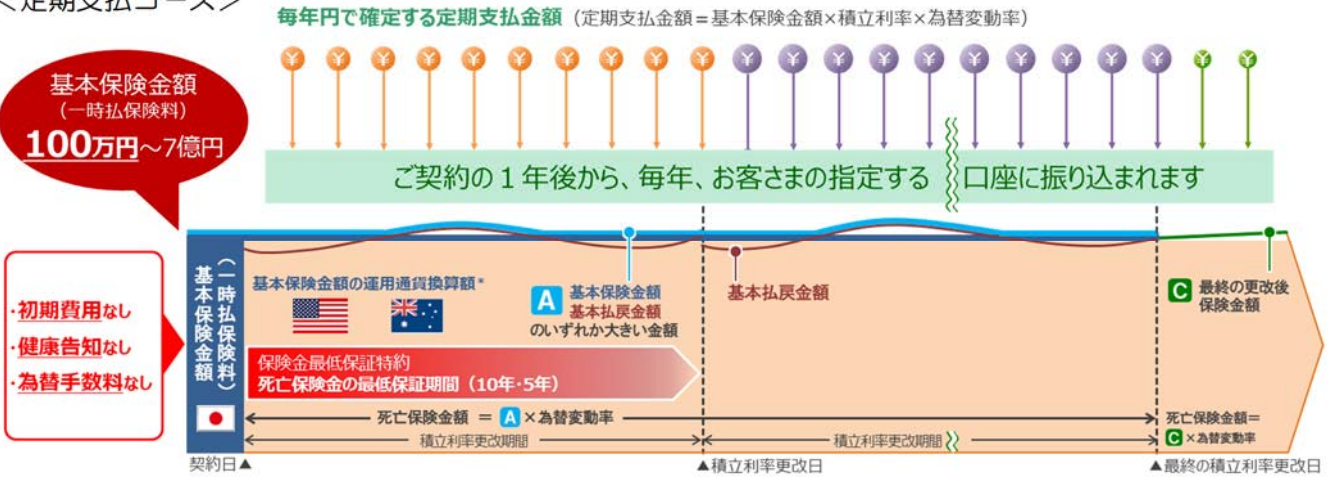 ＜定期支払コース＞
毎年円で確定する定期支払金額（定期支払金額＝基本保険金額×積立利率×為替変動率）
¥ ¥ ¥ ¥ ¥ ¥ ¥ ¥ ¥ ¥ ¥ ¥ ¥ ¥ ¥ ¥ ¥ ¥ ¥ ¥ ¥ ¥
基本保険金額
（一時払保険料）
100万円～7億円
ご契約の１年後から、毎年、お客さまの指定する 口座に振り込まれます
・初期費用なし
・健康告知なし
・為替手数料なし
基本保険金額
（一時払保険料）
基本保険金額の運用通貨換算額*
A 基本保険金額
基本払戻金額
のいずれか大きい金額
基本払戻金額
C 最終の更改後
保険金額
保険金最低保証特約
死亡保険金の最低保証期間（10年・5年）
死亡保険金額 ＝ A×為替変動率
死亡保険金額＝
C×為替変動率
積立利率更改期間
積立利率更改期間
契約日▲
▲積立利率更改日
▲最終の積立利率更改日